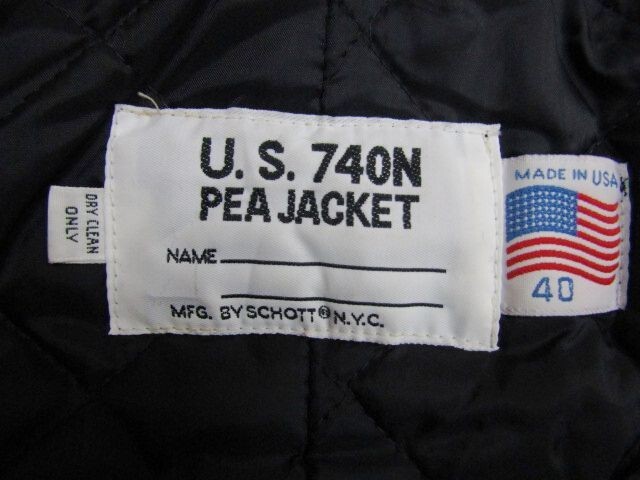 U. S. 740N
PEA JACKET
NAME
MFG. BY SCHOTT® N.Y.C.
DRY CLEAN
ONLY
MADE IN USA
40